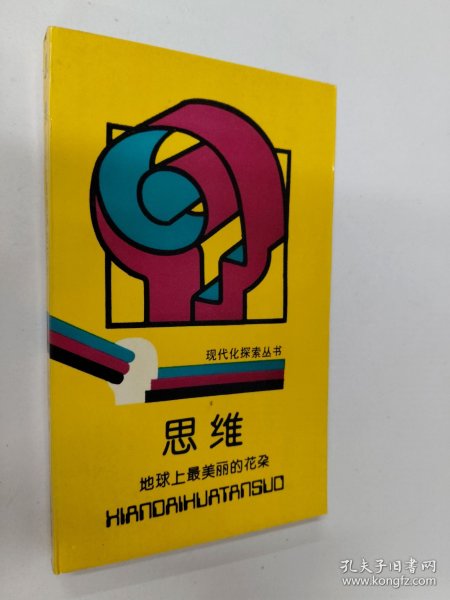 现代化探索丛书
思维
地球上最美丽的花朵
XIANDAIHUATANSUO
孔夫子旧书网
www.kongfz.com